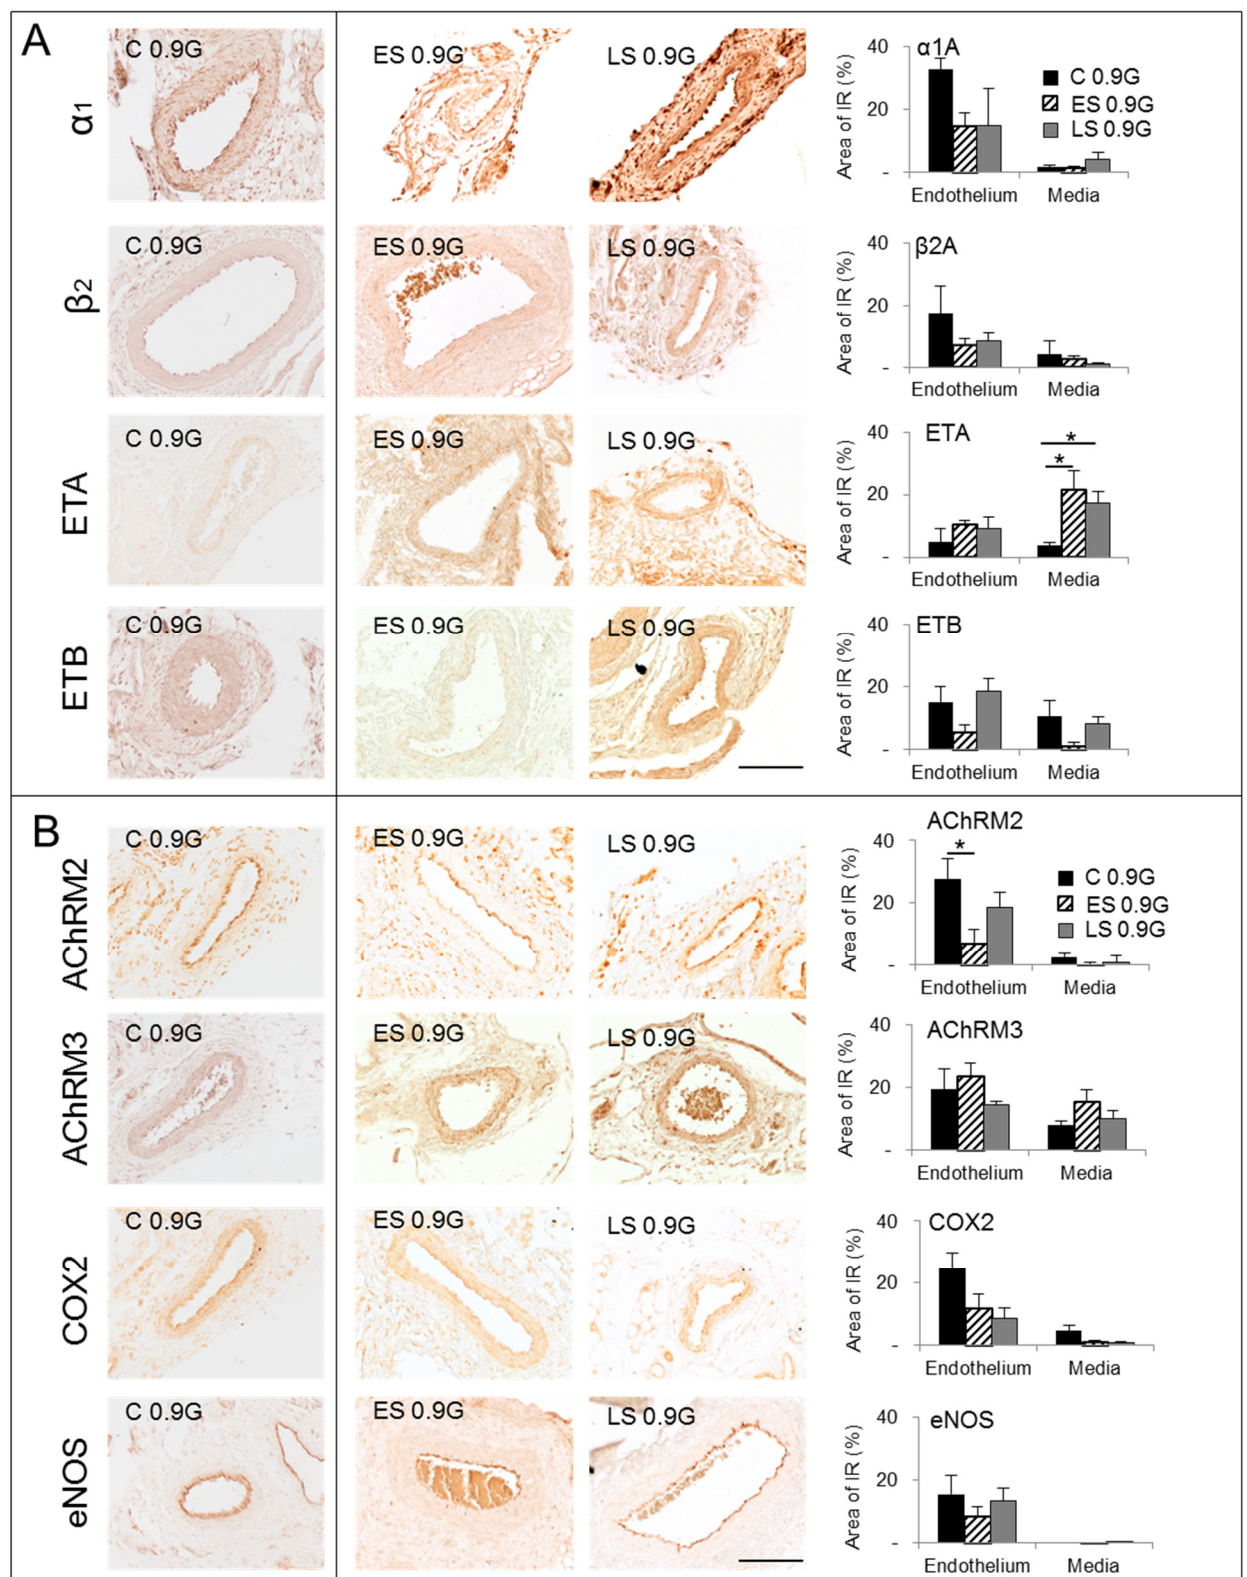 A
α1
C 0.9G
ES 0.9G
LS 0.9G
α1A
Area of IR (%)
40
20
-
C 0.9G
ES 0.9G
LS 0.9G
Endothelium
Media
β2
C 0.9G
ES 0.9G
LS 0.9G
β2A
Area of IR (%)
40
20
-
Endothelium
Media
ETA
C 0.9G
ES 0.9G
LS 0.9G
ETA
Area of IR (%)
40
20
-
*
*
Endothelium
Media
ETB
C 0.9G
ES 0.9G
LS 0.9G
ETB
Area of IR (%)
40
20
-
Endothelium
Media
B
AChRM2
C 0.9G
ES 0.9G
LS 0.9G
AChRM2
Area of IR (%)
40
20
-
*
C 0.9G
ES 0.9G
LS 0.9G
Endothelium
Media
AChRM3
C 0.9G
ES 0.9G
LS 0.9G
AChRM3
Area of IR (%)
40
20
-
Endothelium
Media
COX2
C 0.9G
ES 0.9G
LS 0.9G
COX2
Area of IR (%)
40
20
-
Endothelium
Media
eNOS
C 0.9G
ES 0.9G
LS 0.9G
eNOS
Area of IR (%)
40
20
-
Endothelium
Media